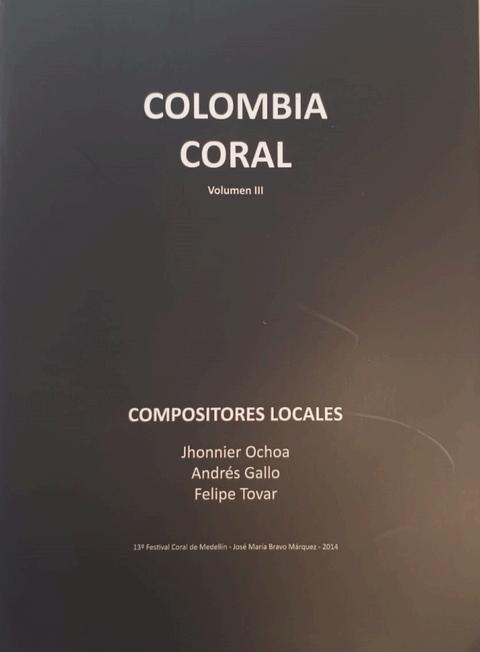 COLOMBIA
CORAL
Volumen III
COMPOSITORES LOCALES
Jhonnier Ochoa
Andrés Gallo
Felipe Tovar
13º Festival Coral de Medellín - José María Bravo Márquez - 2014